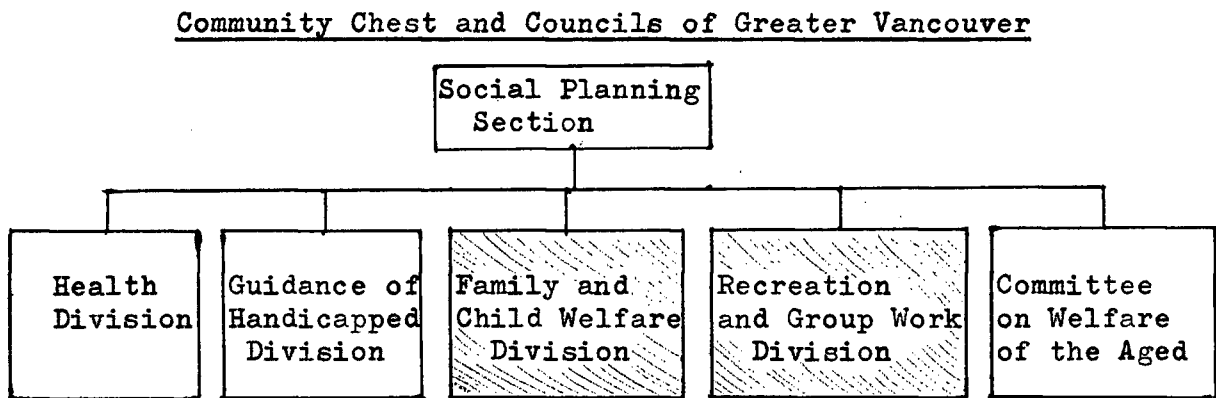 Community Chest and Councils of Greater Vancouver
Social Planning
Section
Health
Division
Guidance of
Handicapped
Division
Family and
Child Welfare
Division
Recreation
and Group Work
Division
Committee
on Welfare
of the Aged